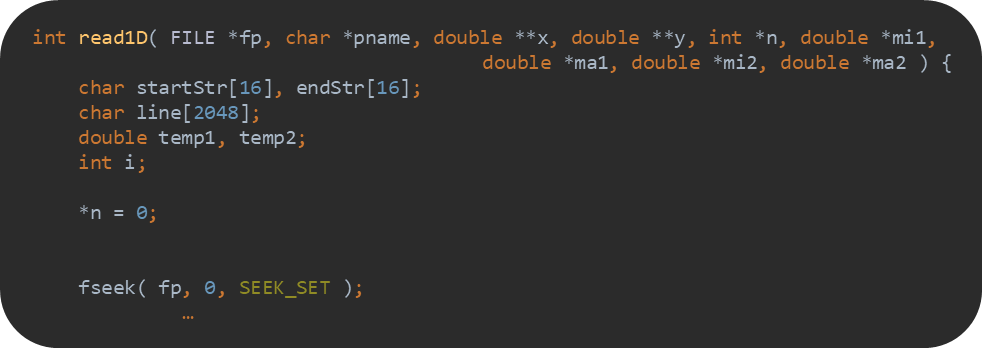 int read1D( FILE *fp, char *pname, double **x, double **y, int *n, double *mi1,
double *ma1, double *mi2, double *ma2 ) {
char startStr[16], endStr[16];
char line[2048];
double temp1, temp2;
int i;
*n = 0;
fseek( fp, 0, SEEK_SET );
…